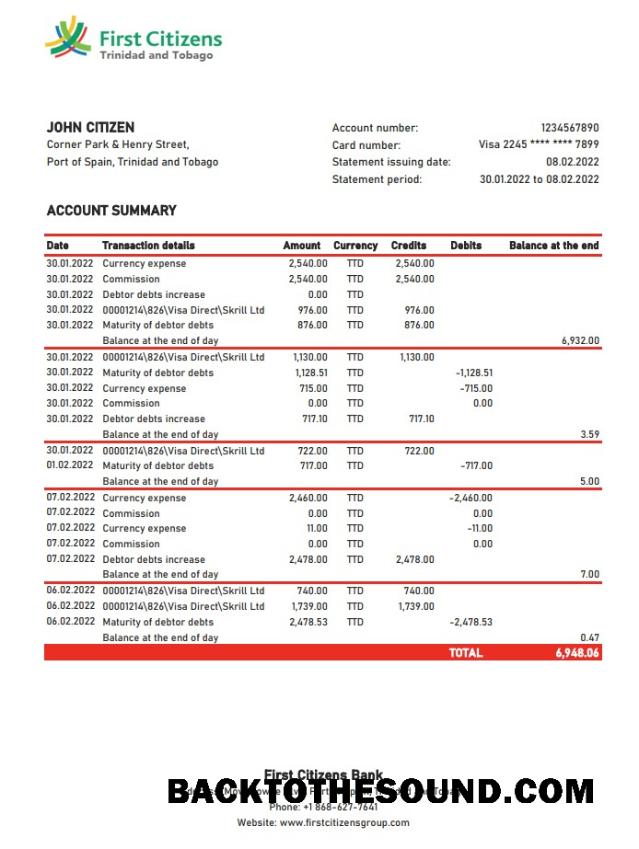 First Citizens
Trinidad and Tobago
JOHN CITIZEN
Corner Park & Henry Street,
Port of Spain, Trinidad and Tobago
Account number: 1234567890
Card number: Visa 2245 **** **** 7899
Statement issuing date: 08.02.2022
Statement period: 30.01.2022 to 08.02.2022
ACCOUNT SUMMARY
Date Transaction details Amount Currency Credits Debits Balance at the end
30.01.2022 Currency expense 2,540.00 TTD 2,540.00
30.01.2022 Commission 2,540.00 TTD 2,540.00
30.01.2022 Debtor debts increase 0.00 TTD
30.01.2022 00001214\826\Visa Direct\Skrill Ltd 976.00 TTD 976.00
30.01.2022 Maturity of debtor debts 876.00 TTD 876.00
Balance at the end of day 6,932.00
30.01.2022 00001214\826\Visa Direct\Skrill Ltd 1,130.00 TTD 1,130.00
30.01.2022 Maturity of debtor debts 1,128.51 TTD -1,128.51
30.01.2022 Currency expense 715.00 TTD -715.00
30.01.2022 Commission 0.00 TTD 0.00
30.01.2022 Debtor debts increase 717.10 TTD 717.10
Balance at the end of day 3.59
30.01.2022 00001214\826\Visa Direct\Skrill Ltd 722.00 TTD 722.00
01.02.2022 Maturity of debtor debts 717.00 TTD -717.00
Balance at the end of day 5.00
07.02.2022 Currency expense 2,460.00 TTD -2,460.00
07.02.2022 Commission 0.00 TTD 0.00
07.02.2022 Currency expense 11.00 TTD -11.00
07.02.2022 Commission 0.00 TTD 0.00
07.02.2022 Debtor debts increase 2,478.00 TTD 2,478.00
Balance at the end of day 7.00
06.02.2022 00001214\826\Visa Direct\Skrill Ltd 740.00 TTD 740.00
06.02.2022 00001214\826\Visa Direct\Skrill Ltd 1,739.00 TTD 1,739.00
06.02.2022 Maturity of debtor debts 2,478.53 TTD -2,478.53
Balance at the end of day 0.47
TOTAL 6,948.06
First Citizens Bank
BACKTOTHESOUND.COM
Phone: +1 868-627-7641
Website: www.firstcitizensgroup.com